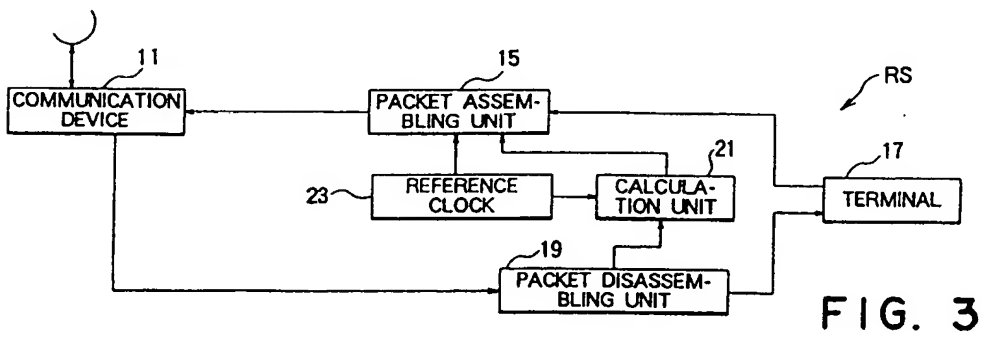 11
15
RS
COMMUNICATION
DEVICE
PACKET ASSEM-
BLING UNIT
21
17
23
REFERENCE
CLOCK
CALCULA-
TION UNIT
TERMINAL
19
PACKET DISASSEM-
BLING UNIT
FIG. 3